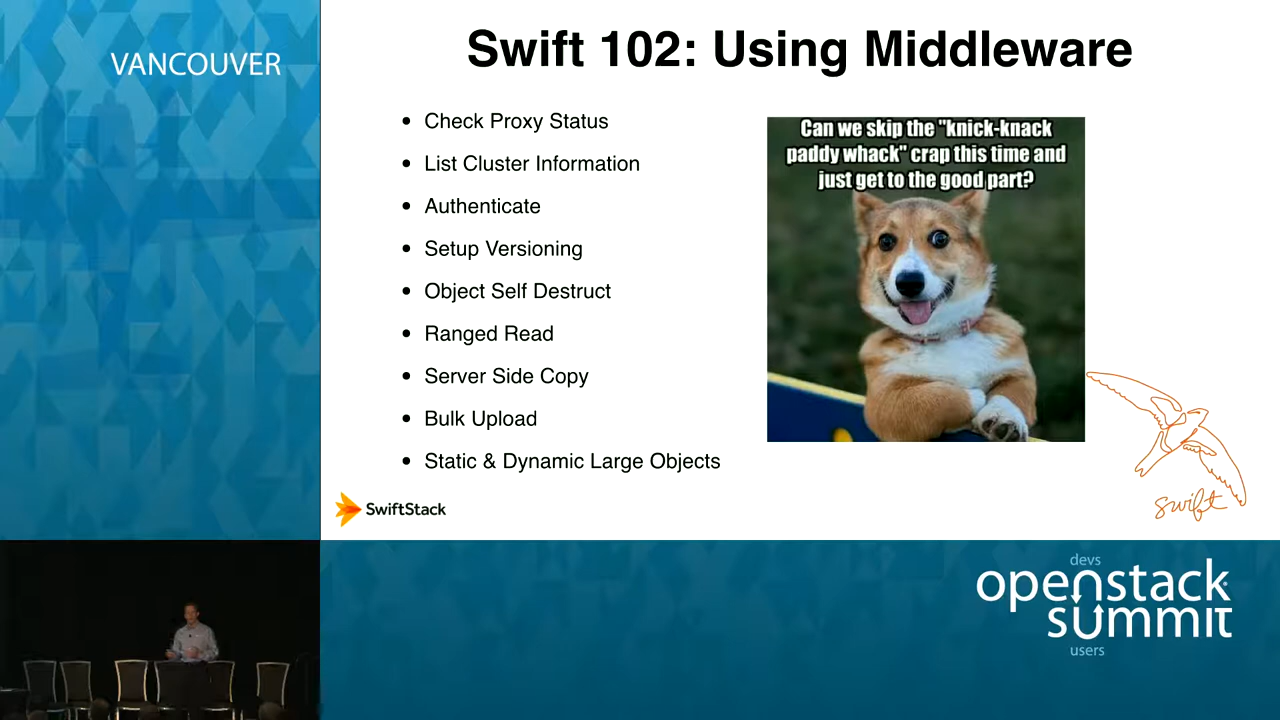 VANCOUVER
Swift 102: Using Middleware
• Check Proxy Status
• List Cluster Information
• Authenticate
• Setup Versioning
• Object Self Destruct
• Ranged Read
• Server Side Copy
• Bulk Upload
• Static & Dynamic Large Objects
Can we skip the "knick-knack
paddy whack" crap this time and
just get to the good part?
swift
SwiftStack
devs
openstack
summit
users